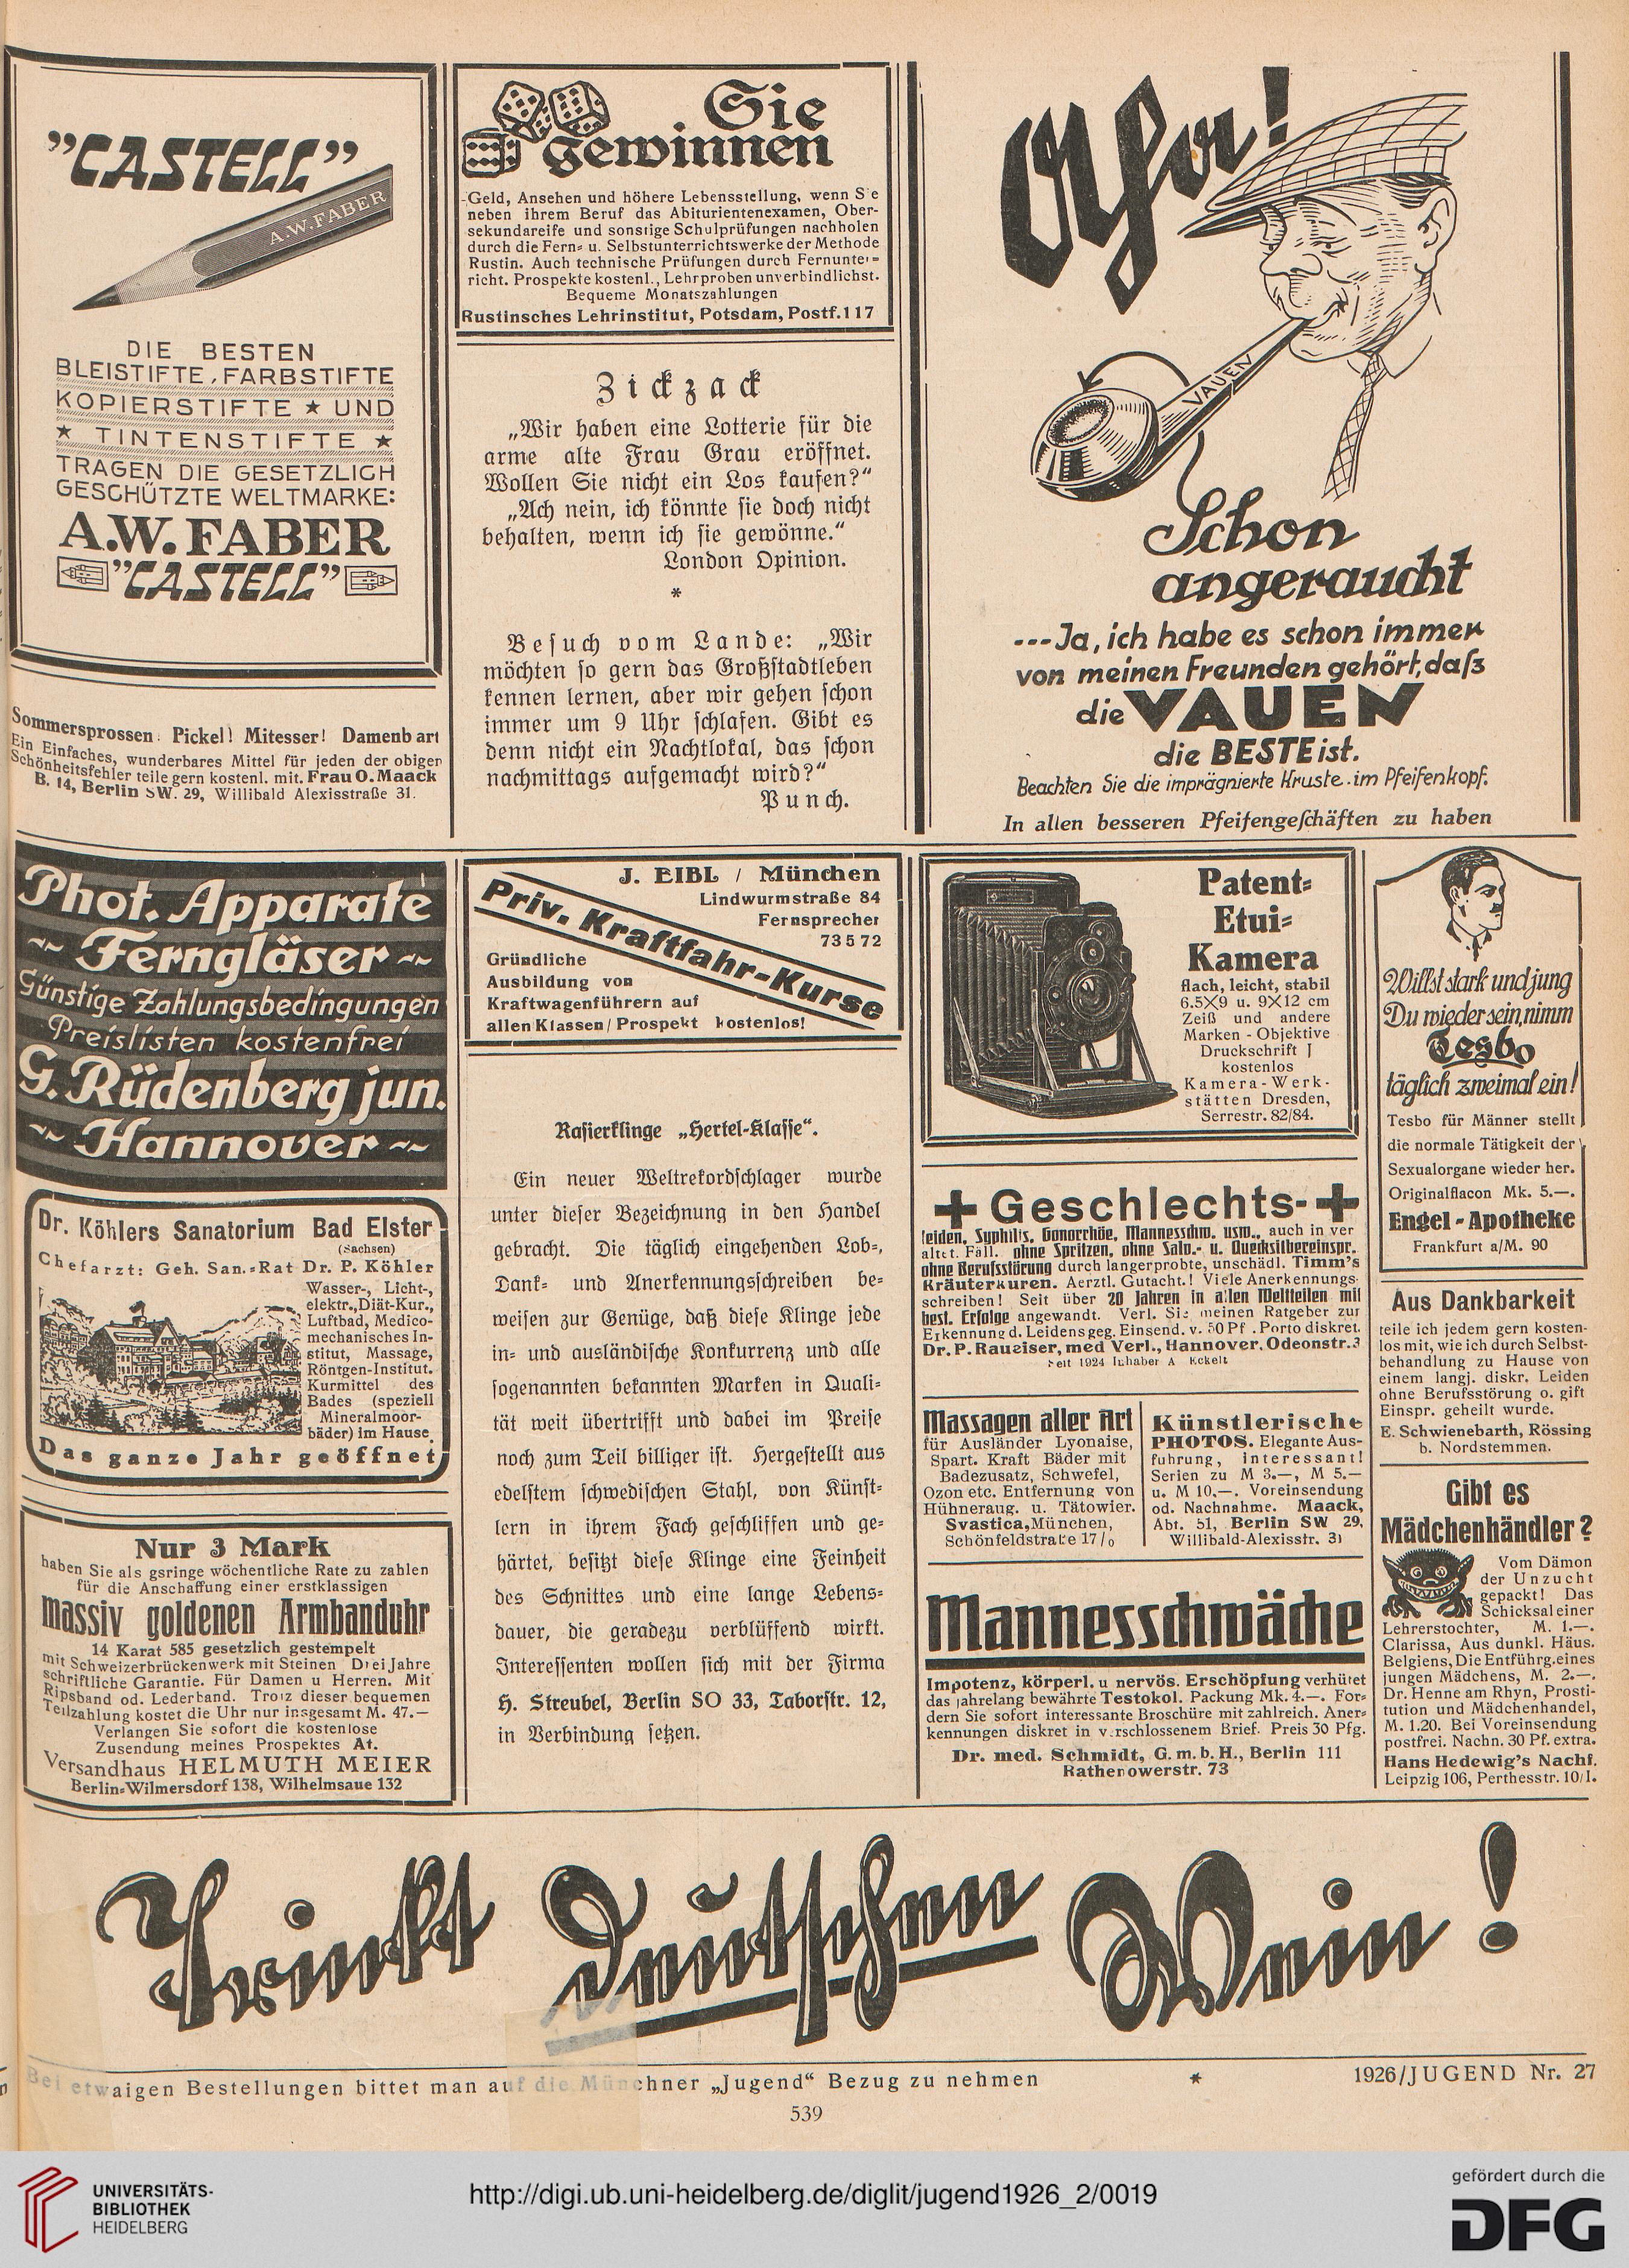 "CASTELL"
A.W.FABER
DIE BESTEN
BLEISTIFTE, FARBSTIFTE
KOPIERSTIFTE ★ UND
★ TINTENSTIFTE ★
TRAGEN DIE GESETZLICH
GESCHÜTZTE WELTMARKE:
A.W. FABER
"CASTELL"
Sommersprossen. Pickel! Mitesser! Damenbart
Ein Einfaches, wunderbares Mittel für jeden der obigen
Schönheitsfehler teile gern kostenl. mit. Frau O. Maack
B. 14, Berlin SW. 29, Willibald Alexisstraße 31.
Sie
gewinnen
Geld, Ansehen und höhere Lebensstellung, wenn S e
neben ihrem Beruf das Abiturientenexamen, Ober-
sekundareife und sonstige Schulprüfungen nachholen
durch die Fern- u. Selbstunterrichtswerke der Methode
Rustin. Auch technische Prüfungen durch Fernunter-
richt. Prospekte kostenl., Lehrproben unverbindlichst.
Bequeme Monatszahlungen
Rustinsches Lehrinstitut, Potsdam, Postf. 117
Zickzack
„Wir haben eine Lotterie für die
arme alte Frau Grau eröffnet.
Wollen Sie nicht ein Los kaufen?“
„Ach nein, ich könnte sie doch nicht
behalten, wenn ich sie gewönne.“
London Opinion.
*
Besuch vom Lande: „Wir
möchten so gern das Großstadtleben
kennen lernen, aber wir gehen schon
immer um 9 Uhr schlafen. Gibt es
denn nicht ein Nachtlokal, das schon
nachmittags aufgemacht wird?“
Punch.
VAUEN
Schon
angeraucht
---Ja, ich habe es schon immer
von meinen Freunden gehört, daß
die VAUEN
die BESTE ist.
Beachten Sie die imprägnierte Kruste im Pfeifenkopf.
In allen besseren Pfeifengeschäften zu haben
Phot. Apparate
Ferngläser
Günstige Zahlungsbedingungen
Preislisten kostenfrei
G. Rüdenberg jun.
Hannover
Dr. Köhlers Sanatorium Bad Elster
(Sachsen)
Chefarzt: Geh. San.-Rat Dr. P. Köhler
Wasser-, Licht-,
elektr., Diät-Kur.,
Luftbad, Medico-
mechanisches In-
stitut, Massage,
Röntgen-Institut.
Kurmittel des
Bades (speziell
Mineralmoor-
bäder) im Hause.
Das ganze Jahr geöffnet
Nur 3 Mark
haben Sie als gsringe wöchentliche Rate zu zahlen
für die Anschaffung einer erstklassigen
massiv goldenen Armbanduhr
14 Karat 585 gesetzlich gestempelt
mit Schweizerbrückenwerk mit Steinen Drei Jahre
schriftliche Garantie. Für Damen u Herren. Mit
Ripsband od. Lederband. Trotz dieser bequemen
Teilzahlung kostet die Uhr nur insgesamt M. 47.—
Verlangen Sie sofort die kostenlose
Zusendung meines Prospektes At.
Versandhaus HELMUTH MEIER
Berlin-Wilmersdorf 138, Wilhelmsaue 132
J. EIBL / München
Lindwurmstraße 84
Fernsprecher
73572
Priv. Kraftfahr-Kurse
Gründliche
Ausbildung von
Kraftwagenführern auf
allen Klassen / Prospekt kostenlos!
Rasierklinge „Hertel-Klasse“.
Ein neuer Weltrekordschlager wurde
unter dieser Bezeichnung in den Handel
gebracht. Die täglich eingehenden Lob-,
Dank- und Anerkennungsschreiben be-
weisen zur Genüge, daß diese Klinge jede
in- und ausländische Konkurrenz und alle
sogenannten bekannten Marken in Quali-
tät weit übertrifft und dabei im Preise
noch zum Teil billiger ist. Hergestellt aus
edelstem schwedischen Stahl, von Künst-
lern in ihrem Fach geschliffen und ge-
härtet, besitzt diese Klinge eine Feinheit
des Schnittes und eine lange Lebens-
dauer, die geradezu verblüffend wirkt.
Interessenten wollen sich mit der Firma
H. Streubel, Berlin SO 33, Taborstr. 12,
in Verbindung setzen.
Patent-
Etui-
Kamera
flach, leicht, stabil
6.5×9 u. 9×12 cm
Zeiß und andere
Marken-Objektive
Druckschrift J
kostenlos
Kamera-Werk-
stätten Dresden,
Serrestr. 82/84.
+ Geschlechts- +
leiden, Syphilis, Gonorrhöe, Mannesschw. usw., auch in ver
altet. Fäll. ohne Spritzen, ohne Salv.- u. Quecksilbereinspr.
ohne Berufsstörung durch langerprobte, unschädl. Timm's
Kräuterkuren. Aerztl. Gutacht.! Viele Anerkennungs-
schreiben! Seit über 20 Jahren in allen Weltteilen mit
best. Erfolge angewandt. Verl. Sie meinen Ratgeber zur
Erkennung d. Leidens geg. Einsend. v. 50 Pf. Porto diskret.
Dr. P. Raueiser, med Verl., Hannover, Odeonstr. 3
Seit 1924 Inhaber A Eckelt
Massagen aller Art
für Ausländer Lyonaise,
Spart. Kraft Bäder mit
Badezusatz, Schwefel,
Ozon etc. Entfernung von
Hühneraug. u. Tätowier.
Svastica, München,
Schönfeldstraße 17/0
Künstlerische
PHOTOS. Elegante Aus-
führung, interessant!
Serien zu M 3.—, M 5.—
u. M 10.—. Voreinsendung
od. Nachnahme. Maack,
Abt. 51, Berlin SW 29,
Willibald-Alexisstr. 31
Mannesschwäche
Impotenz, körperl. u nervös. Erschöpfung verhütet
das jahrelang bewährte Testokol. Packung Mk. 4.—. For-
dern Sie sofort interessante Broschüre mit zahlreich. Aner-
kennungen diskret in verschlossenem Brief. Preis 30 Pfg.
Dr. med. Schmidt, G. m. b. H., Berlin 111
Rathenowerstr. 73
Willst stark und jung
Du wieder sein, nimm
Tesbo
täglich zweimal ein!
Tesbo für Männer stellt
die normale Tätigkeit der
Sexualorgane wieder her.
Originalflacon Mk. 5.—.
Engel-Apotheke
Frankfurt a/M. 90
Aus Dankbarkeit
teile ich jedem gern kosten-
los mit, wie ich durch Selbst-
behandlung zu Hause von
einem langj. diskr. Leiden
ohne Berufsstörung o. gift
Einspr. geheilt wurde.
E. Schwienebarth, Rössing
b. Nordstemmen.
Gibt es
Mädchenhändler?
Vom Dämon
der Unzucht
gepackt! Das
Schicksal einer
Lehrerstochter, M. 1.—.
Clarissa, Aus dunkl. Häus.
Belgiens, Die Entführg. eines
jungen Mädchens, M. 2.—.
Dr. Henne am Rhyn, Prosti-
tution und Mädchenhandel,
M. 1.20. Bei Voreinsendung
postfrei. Nachn. 30 Pf. extra.
Hans Hedewig's Nachf.
Leipzig 106, Perthesstr. 10/I.
Trinkt deutschen Wein!
Bei etwaigen Bestellungen bittet man auf die Münchner „Jugend“ Bezug zu nehmen * 1926/JUGEND Nr. 27
539
UNIVERSITÄTS-
BIBLIOTHEK
HEIDELBERG
http://digi.ub.uni-heidelberg.de/diglit/jugend1926_2/0019
gefördert durch die
DFG